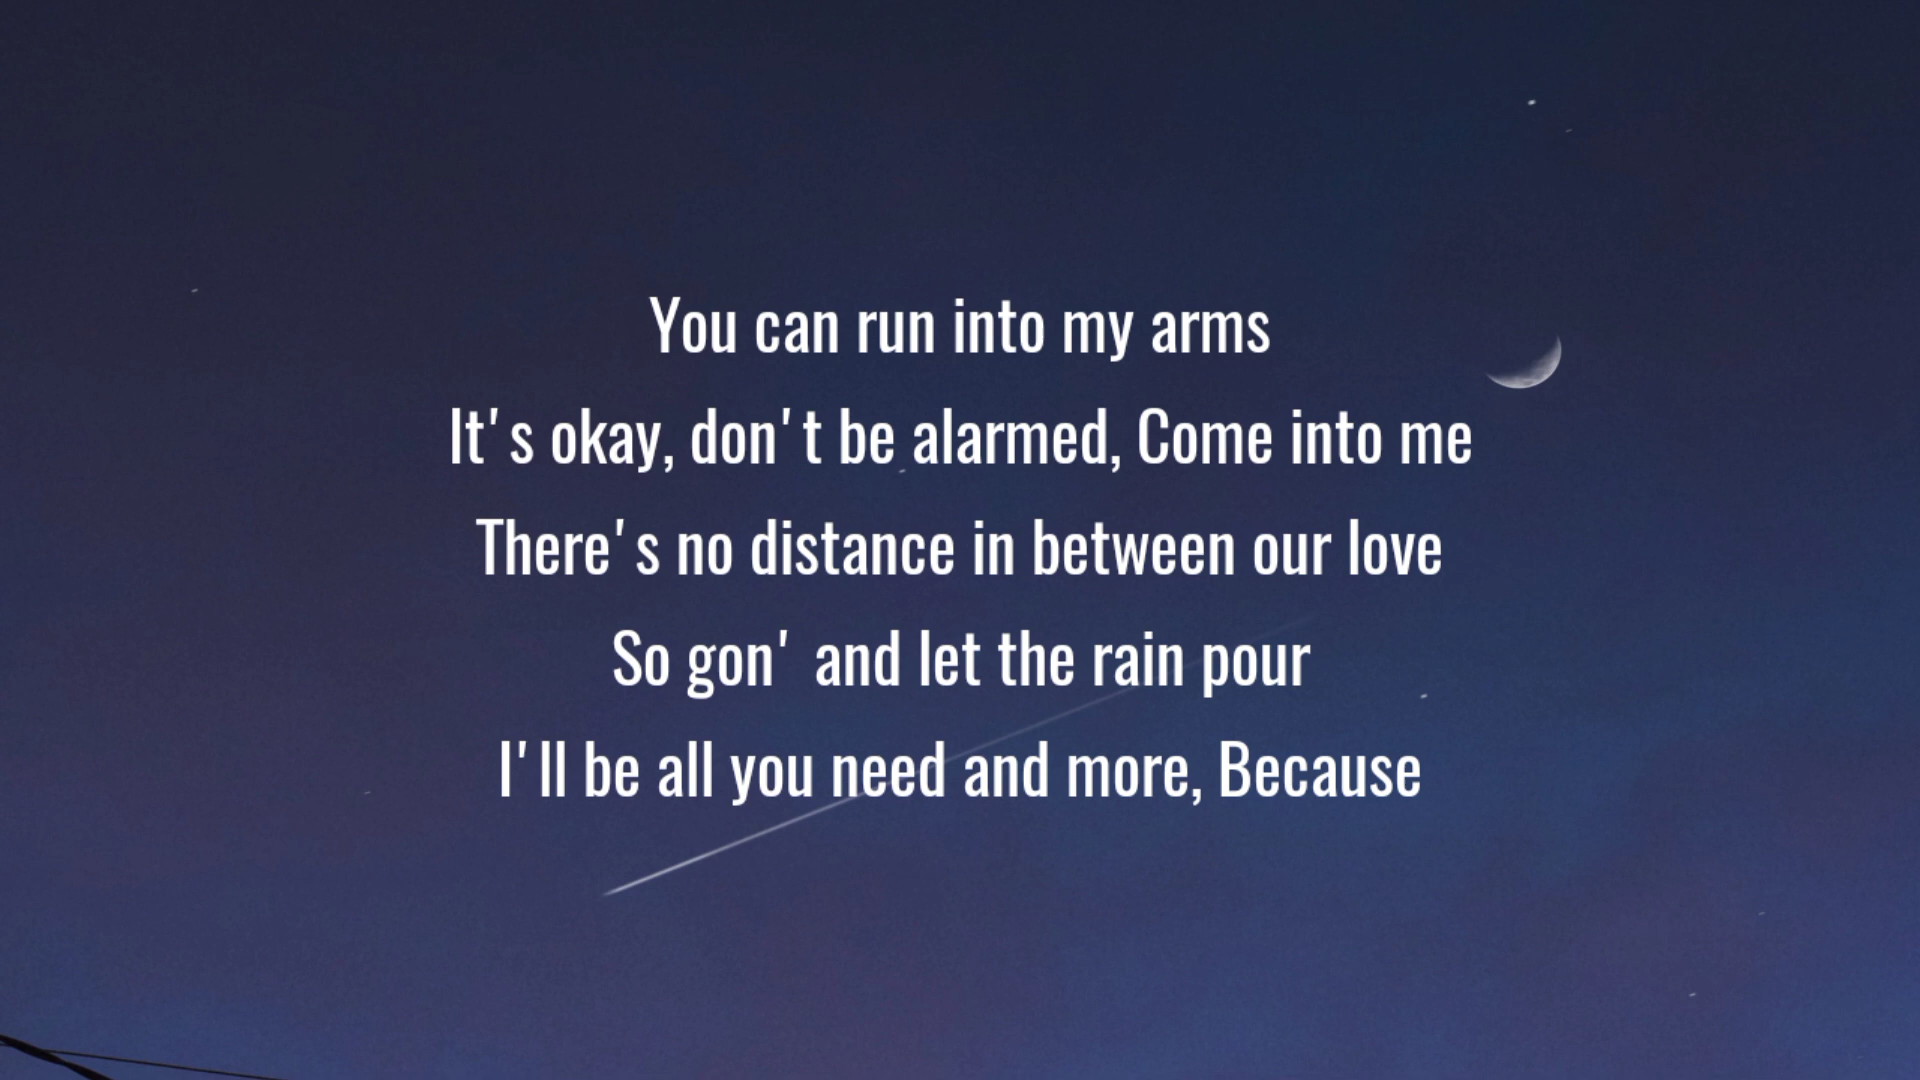 You can run into my arms
It's okay, don't be alarmed, Come into me
There's no distance in between our love
So gon' and let the rain pour
I'll be all you need and more, Because